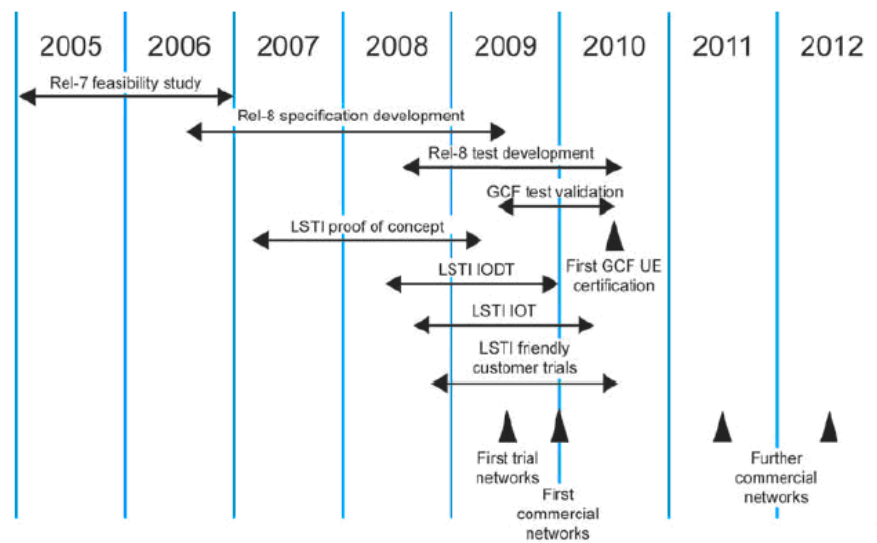 2005 2006 2007 2008 2009 2010 2011 2012
Rel-7 feasibility study
Rel-8 specification development
Rel-8 test development
GCF test validation
LSTI proof of concept
First GCF UE
certification
LSTI IODT
LSTI IOT
LSTI friendly
customer trials
First trial
networks
First
commercial
networks
Further
commercial
networks